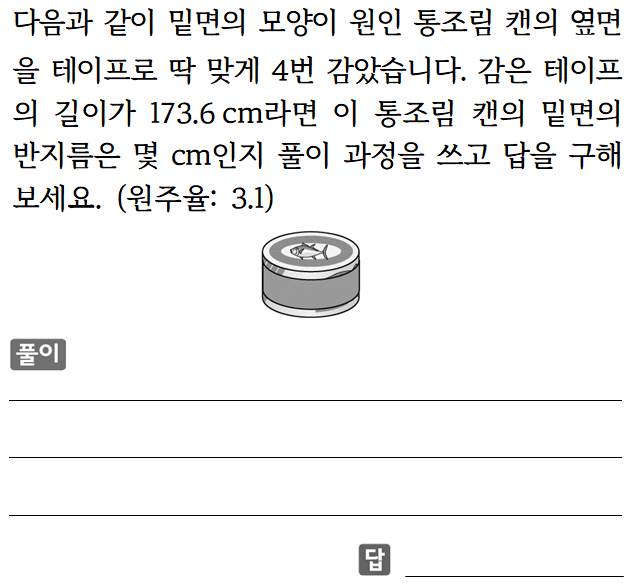 다음과 같이 밑면의 모양이 원인 통조림 캔의 옆면
을 테이프로 딱 맞게 4번 감았습니다. 감은 테이프
의 길이가 173.6 cm라면 이 통조림 캔의 밑면의
반지름은 몇 cm인지 풀이 과정을 쓰고 답을 구해
보세요. (원주율: 3.1)
풀이
답